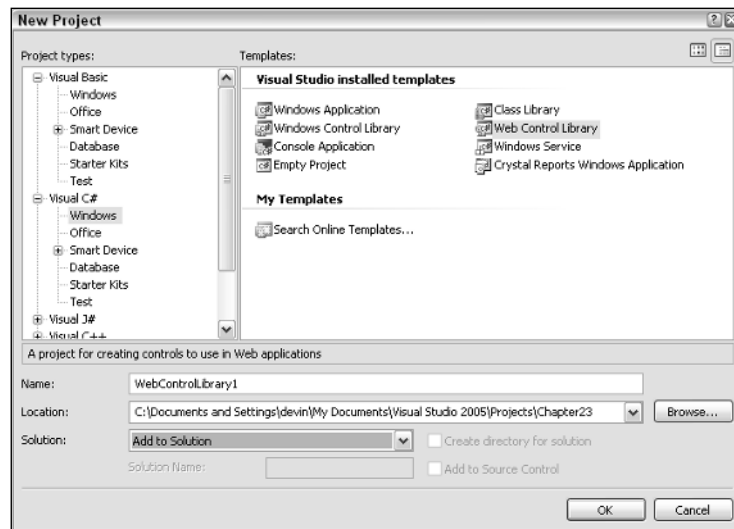 New Project
Project types:
Templates:
Visual Basic
Windows
Office
Smart Device
Database
Starter Kits
Test
Visual C#
Windows
Office
Smart Device
Database
Starter Kits
Test
Visual J#
Visual C++
Visual Studio installed templates
Windows Application
Class Library
Windows Control Library
Web Control Library
Console Application
Windows Service
Empty Project
Crystal Reports Windows Application
My Templates
Search Online Templates...
A project for creating controls to use in Web applications
Name:
WebControlLibrary1
Location:
C:\Documents and Settings\devin\My Documents\Visual Studio 2005\Projects\Chapter23
Browse...
Solution:
Add to Solution
Create directory for solution
Solution Name:
Add to Source Control
OK
Cancel